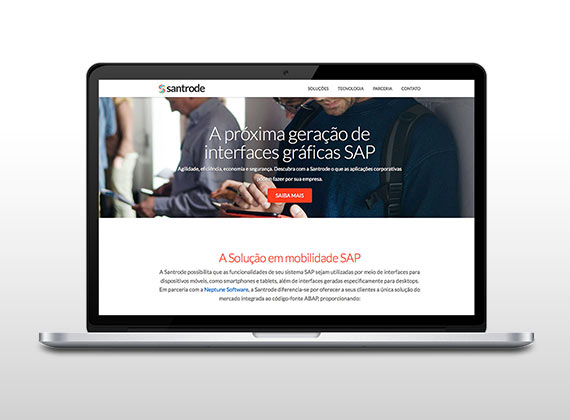 santrode
SOLUÇÕES TECNOLOGIA PARCERIA CONTATO
A próxima geração de
interfaces gráficas SAP
Agilidade, eficiência, economia e segurança. Descubra com a Santrode o que as aplicações corporativas
podem fazer por sua empresa.
SAIBA MAIS
A Solução em mobilidade SAP
A Santrode possibilita que as funcionalidades de seu sistema SAP sejam utilizadas por meio de interfaces para
dispositivos móveis, como smartphones e tablets, além de interfaces geradas especificamente para desktops.
Em parceria com a Neptune Software, a Santrode diferencia-se por oferecer a seus clientes a única solução do
mercado integrada ao código-fonte ABAP, proporcionando: